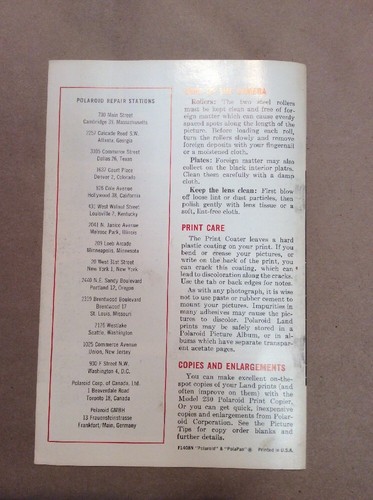 POLAROID REPAIR STATIONS
730 Main Street
Cambridge 39, Massachusetts
2257 Cascade Road S.W.
Atlanta, Georgia
Commerce Street
Dallas 26, Texas
1637 Court Place
Denver 2, Colorado
Cole Avenue
Hollywood 38, California
431 West Walnut Street
Louisville 7, Kentucky
2041 N. Janice Avenue
Melrose Park, Illinois
209 Loeb Arcade
Minneapolis, Minnesota
38 West 31st Street
New York 1, New York
N.E. Sandy Boulevard
Portland 12, Oregon
Brentwood Boulevard
Brentwood 17
St. Louis, Missouri
2125 Westlake
Seattle, Washington
1025 Commerce Avenue
Union, New Jersey
900 F Street N.W.
Washington 4, D.C.
Polaroid Corp. of Canada, Ltd.
1 Bevendale Road
Toronto 18, Canada
Polaroid GMBH
Frauensteinstrasse
Frankfurt/Main, Germany
Rollers: The two steel rollers
must be kept clean and free of for-
eign matter which can cause evenly
spaced spots along the length of the
picture. Before loading each roll,
turn the rollers slowly and remove
foreign deposits with your fingernail
or a moistened cloth.
Plates: Foreign matter may also
collect on the black interior plates.
Clean them carefully with a damp
cloth.
Keep the lens clean: First blow
off loose lint or dust particles, then
polish gently with lens tissue or a
soft, lint-free cloth.
PRINT CARE
The Print Coater leaves a hard
plastic coating on your print. If you
bend or crease your pictures, or
write on the back of the print, you
can crack this coating, which can
lead to discoloration along the cracks.
Use the tab or back edges for notes.
As with any photograph, it is wise
not to use paste or rubber cement to
mount your pictures. Impurities in
many adhesives may cause the pic-
tures to discolor. Polaroid Land
prints may be safely stored in a
Polaroid Picture Album, or in al-
bums which have separate transpar-
ent acetate pages.
COPIES AND ENLARGEMENTS
You can make excellent on-the-
spot copies of your Land prints (and
often improve on them) with the
Model 230 Polaroid Print Copier.
Or you can get quick, inexpensive
copies and enlargements from Polar-
oid Corporation. See the Picture
Tips for copy order blanks and
further details.
"Polaroid" & "PolaPan" ® Printed in U.S.A.